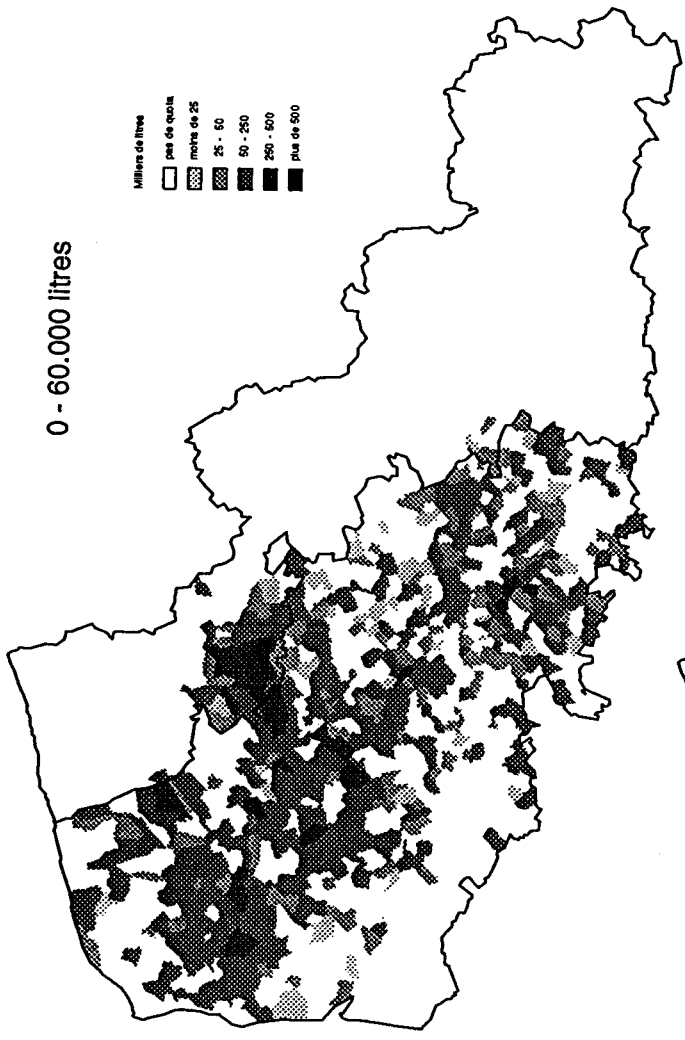 0 - 60.000 litres
Milliers de litres
pas de quota
moins de 25
25 - 50
50 - 250
250 - 500
plus de 500